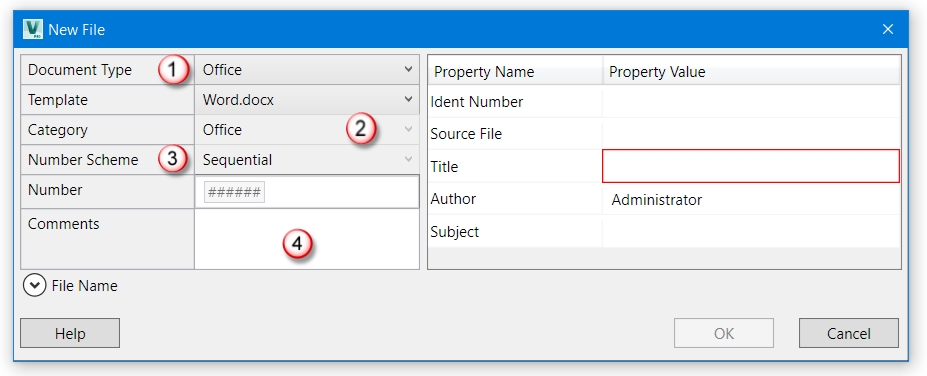 New File
Document Type 1 Office
Template Word.docx
Category Office 2
Number Scheme 3 Sequential
Number ######
Comments 4
Property Name Property Value
Ident Number
Source File
Title
Author Administrator
Subject
File Name
Help OK Cancel